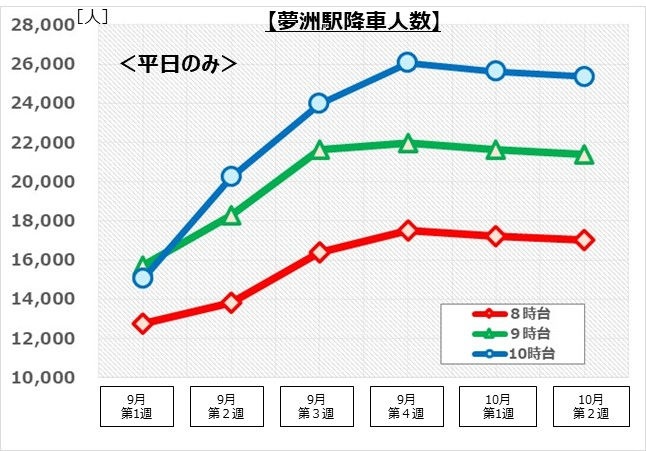 【夢洲駅降車人数】
[人]
＜平日のみ＞
28,000
26,000
24,000
22,000
20,000
18,000
16,000
14,000
12,000
10,000
８時台
９時台
10時台
9月
第1週
9月
第２週
9月
第３週
9月
第４週
10月
第1週
10月
第２週